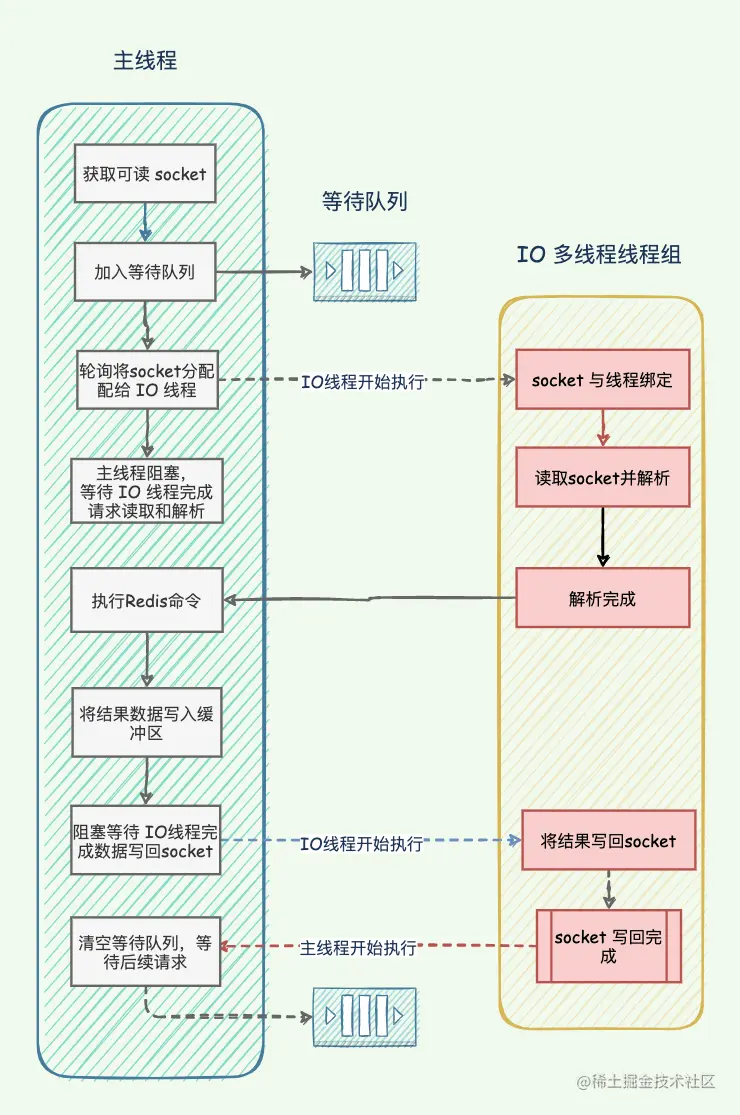 主线程
获取可读 socket
等待队列
加入等待队列
IO 多线程线程组
轮询将socket分配
配给 IO 线程
IO线程开始执行
socket 与线程绑定
主线程阻塞，
等待 IO 线程完成
请求读取和解析
读取socket并解析
执行Redis命令
解析完成
将结果数据写入缓
冲区
阻塞等待 IO线程完
成数据写回socket
IO线程开始执行
将结果写回socket
清空等待队列，等
待后续请求
主线程开始执行
socket 写回完
成
@稀土掘金技术社区